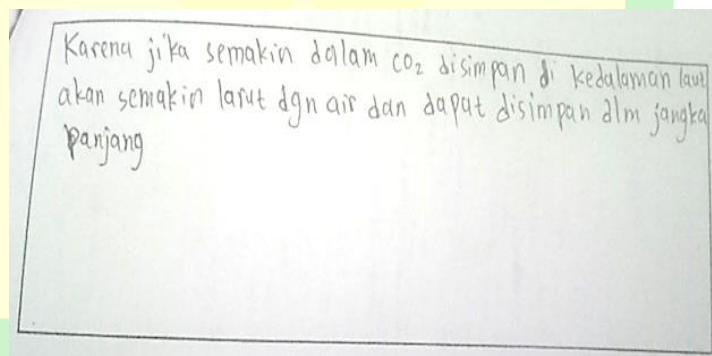 Karena jika semakin dalam CO₂ disimpan di kedalaman laut
akan semakin larut dgn air dan dapat disimpan dlm jangka
panjang